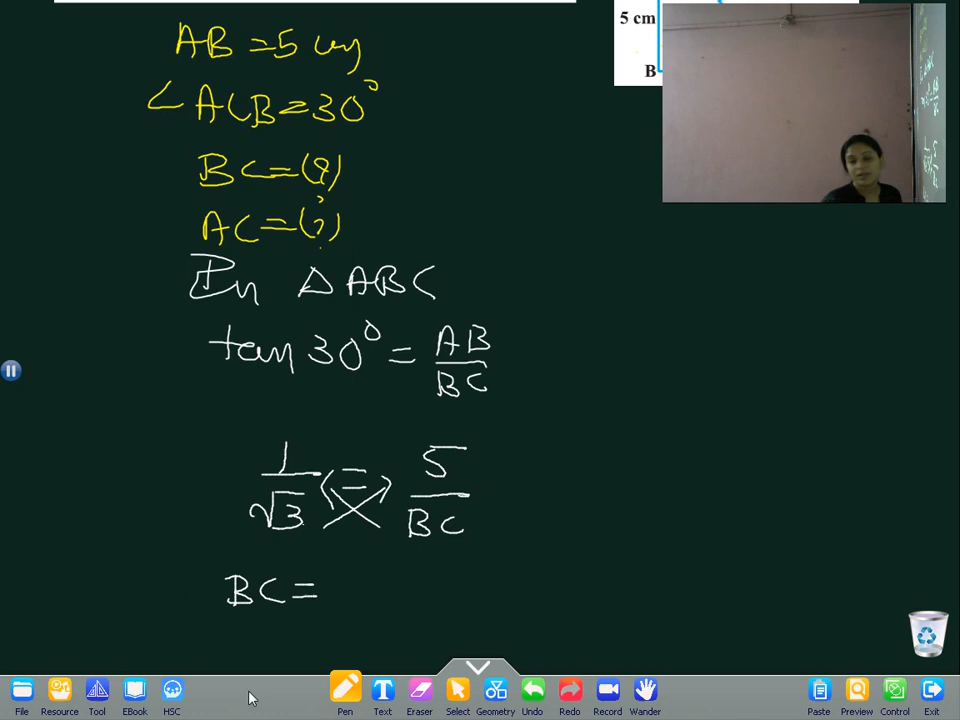 5 cm
B
AB = 5 cm
∠ACB = 30°
BC = (?)
AC = (?)
In △ABC
tan 30° = AB/BC
1/√3 = 5/BC
BC =
File Resource Tool EBook HSC Pen Text Eraser Select Geometry Undo Redo Record Wander Paste Preview Control Exit